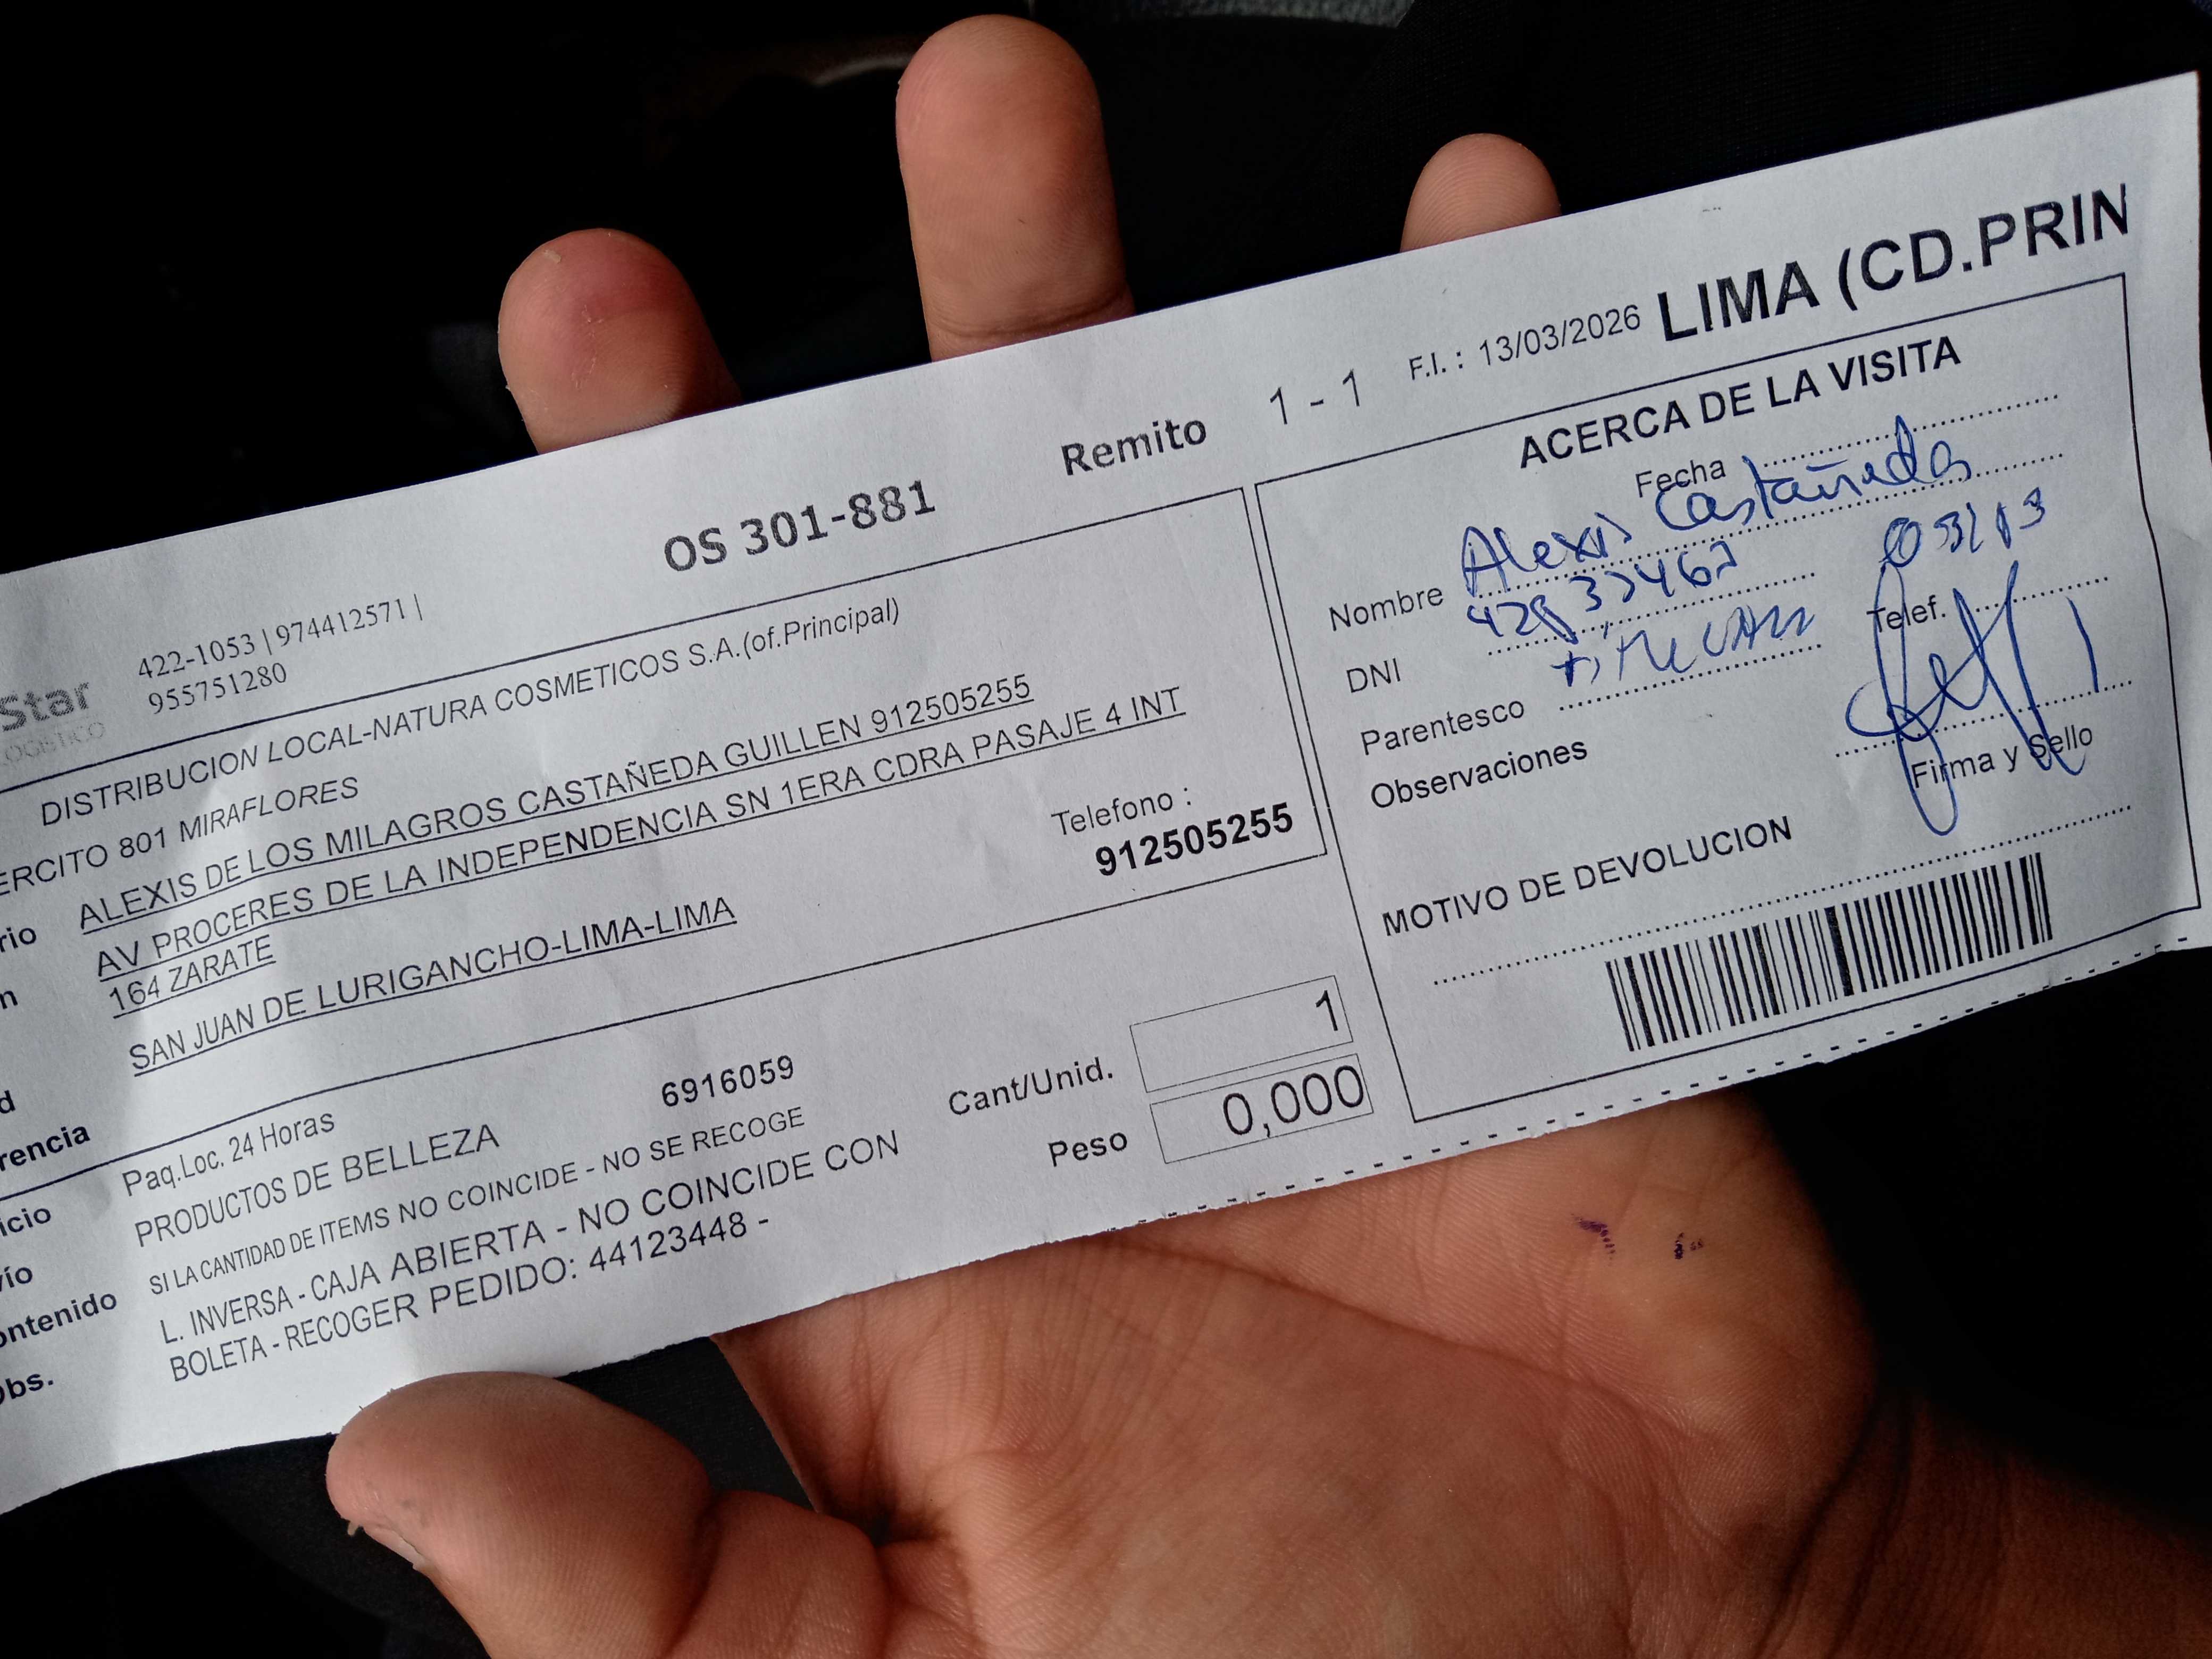 OS 301-881 Remito 1 - 1 F.I. : 13/03/2026 LIMA (CD.PRIN
Star
422-1053 | 974412571 |
955751280
DISTRIBUCION LOCAL-NATURA COSMETICOS S.A.(of.Principal)
ERCITO 801 MIRAFLORES
ALEXIS DE LOS MILAGROS CASTAÑEDA GUILLEN 912505255
AV PROCERES DE LA INDEPENDENCIA SN 1ERA CDRA PASAJE 4 INT
164 ZARATE
SAN JUAN DE LURIGANCHO-LIMA-LIMA
Telefono :
912505255
rencia
Paq.Loc. 24 Horas 6916059
PRODUCTOS DE BELLEZA
ontenido SI LA CANTIDAD DE ITEMS NO COINCIDE - NO SE RECOGE
L. INVERSA - CAJA ABIERTA - NO COINCIDE CON
BOLETA - RECOGER PEDIDO: 44123448 -
Cant/Unid. 1
Peso 0,000
ACERCA DE LA VISITA
Fecha
Nombre Alexis Castañeda
DNI
Telef.
Parentesco
Observaciones
Firma y Sello
MOTIVO DE DEVOLUCION